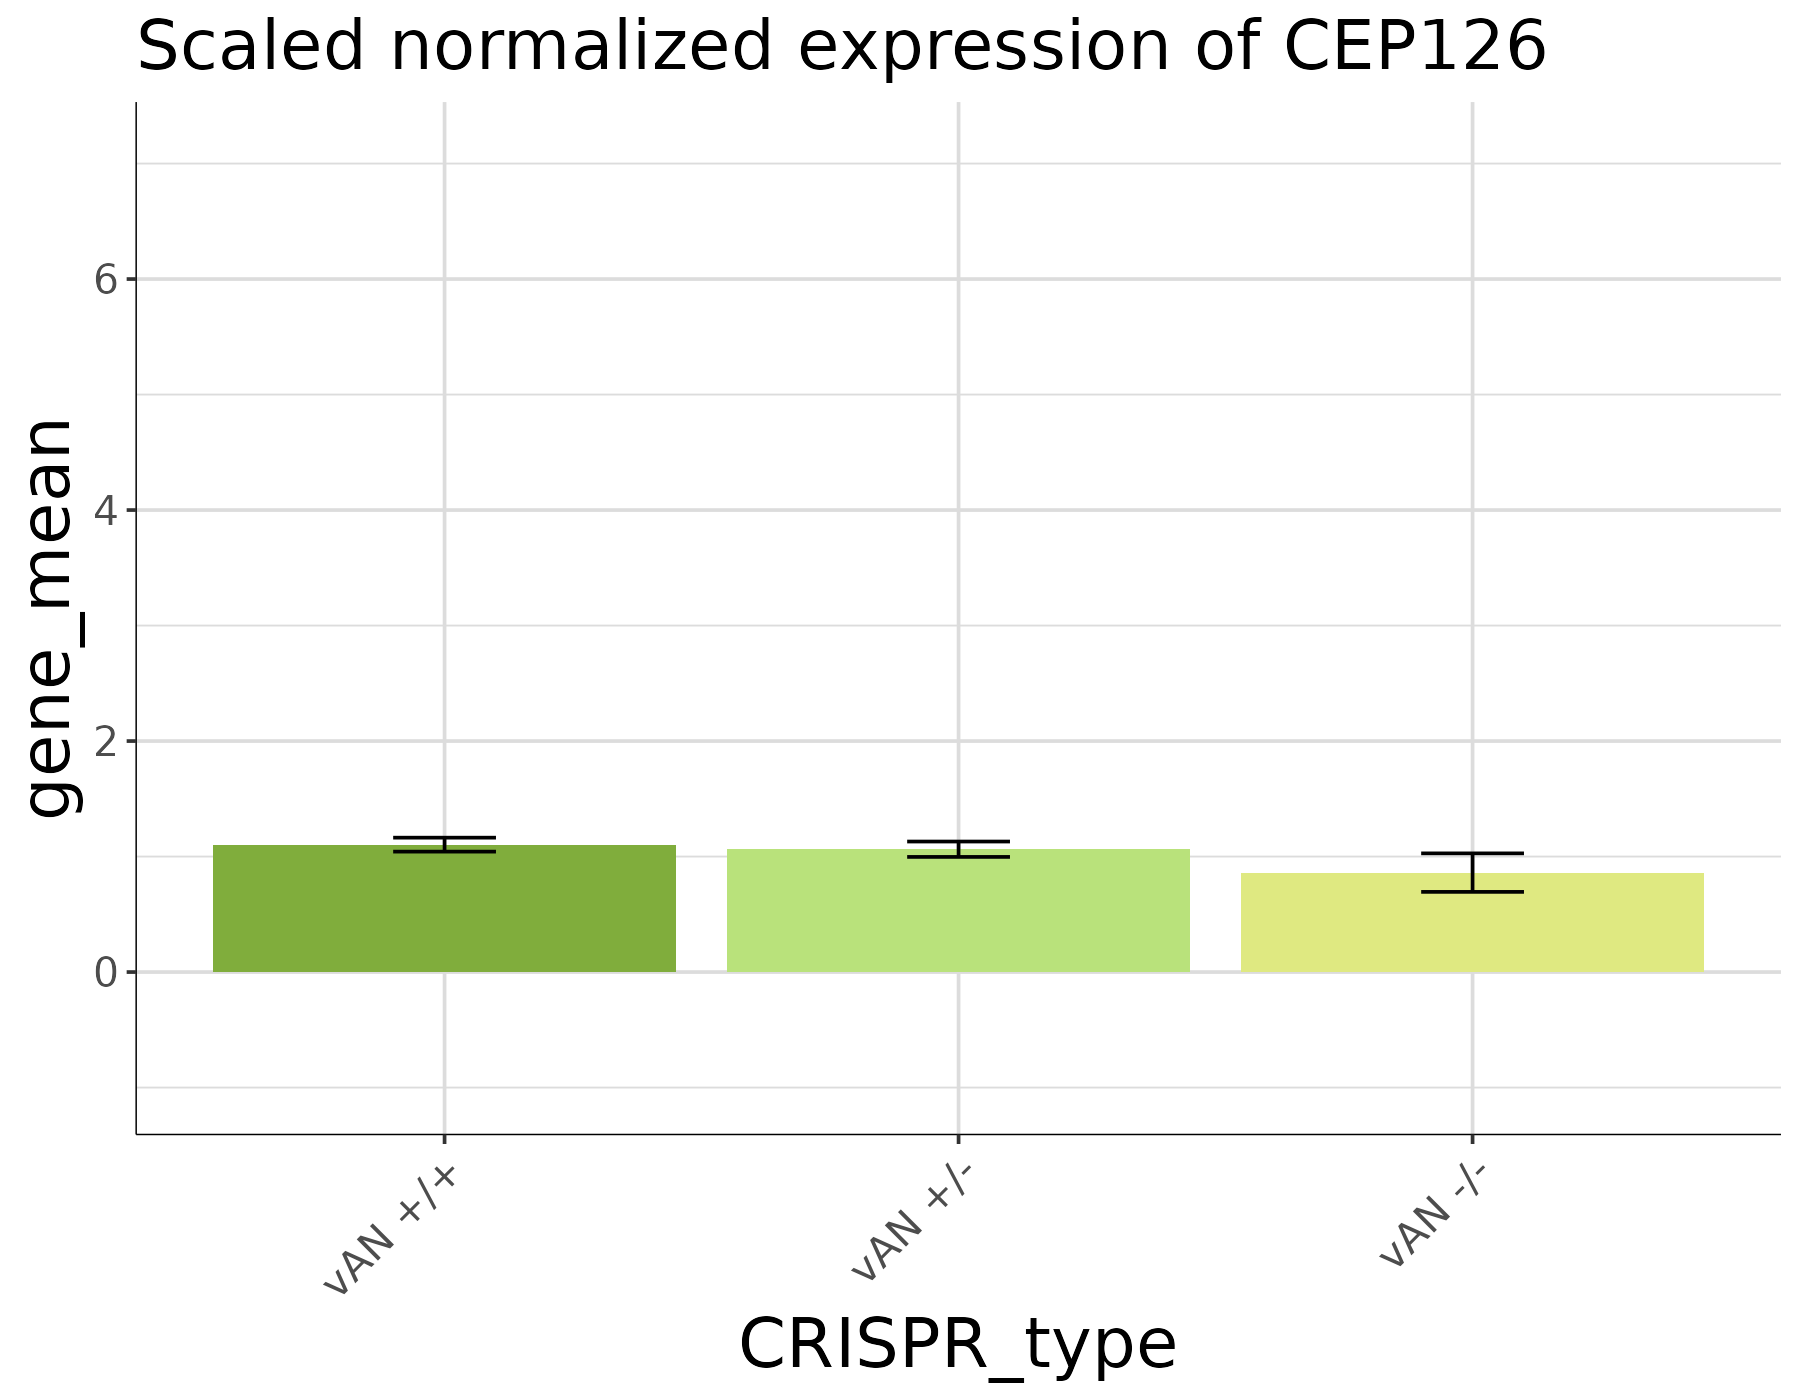 Scaled normalized expression of CEP126
gene_mean
6
4
2
0
vAN +/+
vAN +/-
vAN -/-
CRISPR_type